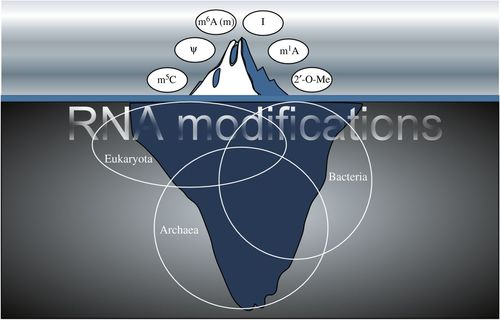 m⁶A (m)
I
ψ
m¹A
m⁵C
2′-O-Me
RNA modifications
Eukaryota
Bacteria
Archaea